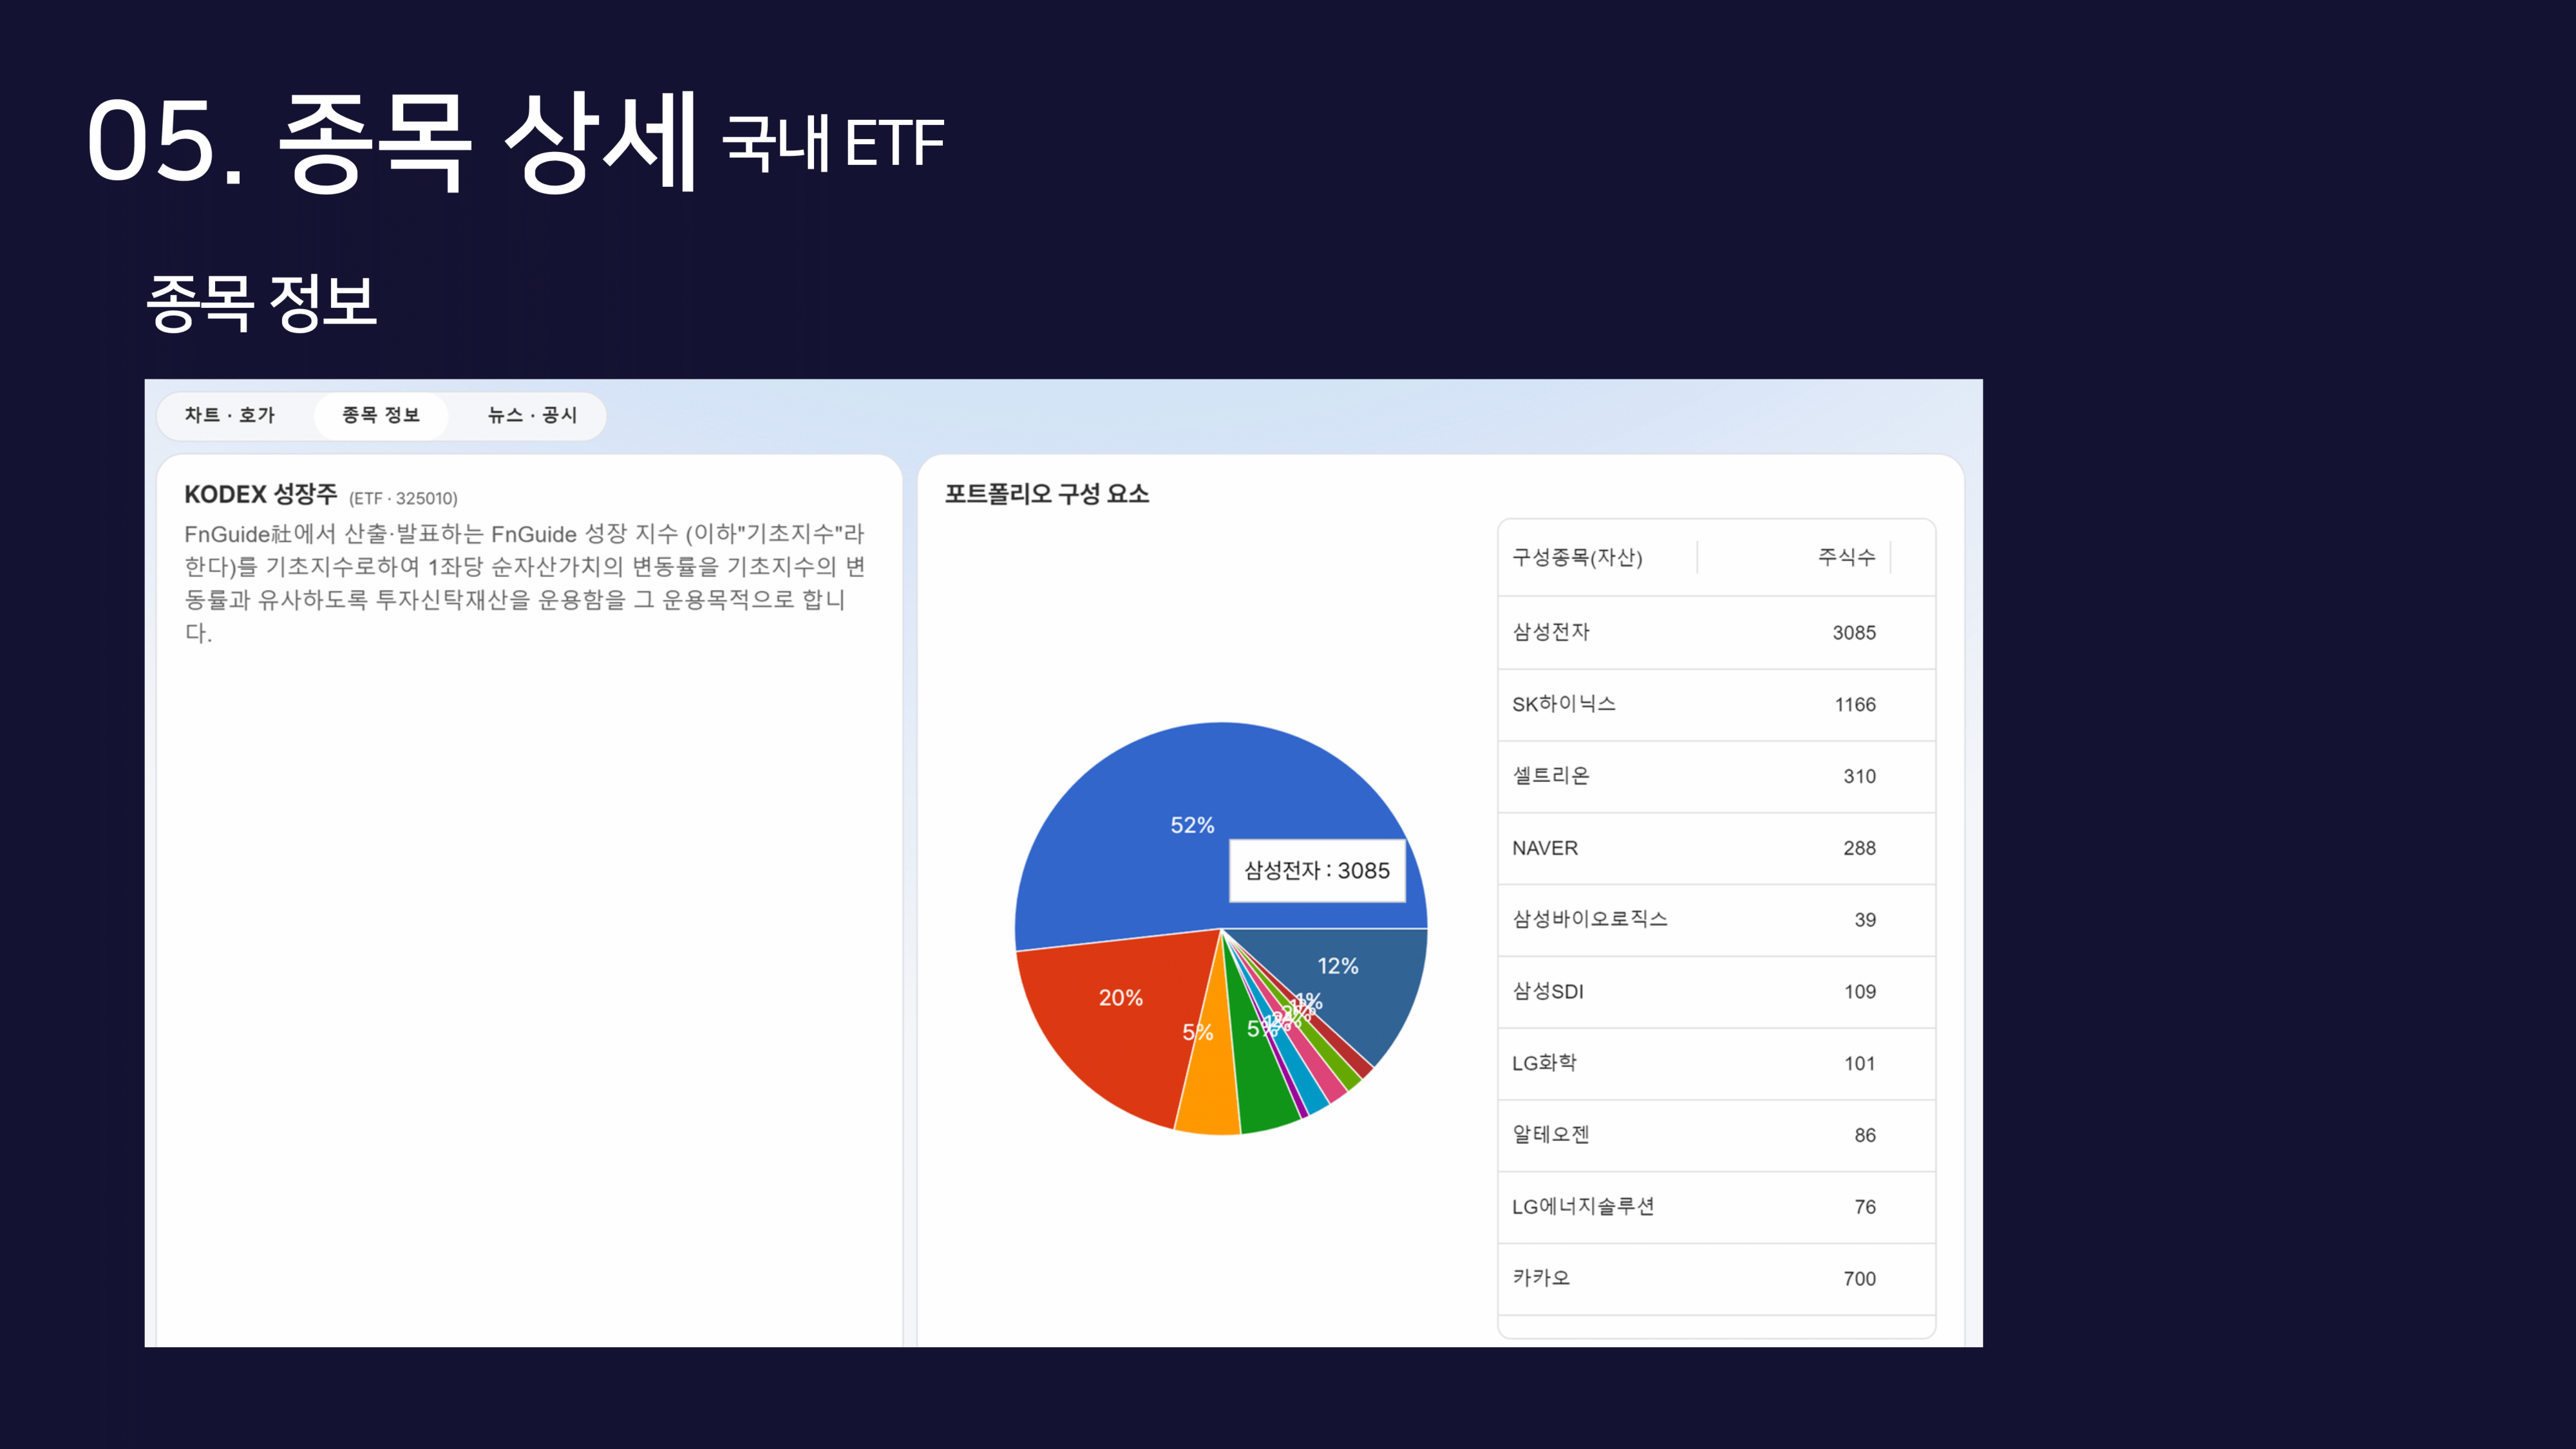 05. 종목 상세 국내 ETF
종목 정보
차트 · 호가 종목 정보 뉴스 · 공시
KODEX 성장주 (ETF · 325010)
FnGuide社에서 산출·발표하는 FnGuide 성장 지수 (이하"기초지수"라
한다)를 기초지수로하여 1좌당 순자산가치의 변동률을 기초지수의 변
동률과 유사하도록 투자신탁재산을 운용함을 그 운용목적으로 합니
다.
포트폴리오 구성 요소
52%
삼성전자 : 3085
12%
20%
5%
5%
1%
구성종목(자산) 주식수
삼성전자 3085
SK하이닉스 1166
셀트리온 310
NAVER 288
삼성바이오로직스 39
삼성SDI 109
LG화학 101
알테오젠 86
LG에너지솔루션 76
카카오 700